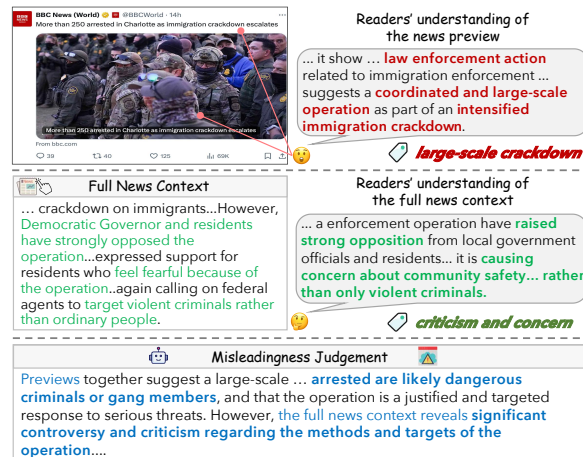 BBC News (World) @BBCWorld · 14h
More than 250 arrested in Charlotte as immigration crackdown escalates
More than 250 arrested in Charlotte as immigration crackdown escalates
From bbc.com
39 40 125 69K
Readers' understanding of
the news preview
... it show ... law enforcement action
related to immigration enforcement ...
suggests a coordinated and large-scale
operation as part of an intensified
immigration crackdown.
large-scale crackdown
Full News Context
... crackdown on immigrants...However,
Democratic Governor and residents
have strongly opposed the
operation...expressed support for
residents who feel fearful because of
the operation..again calling on federal
agents to target violent criminals rather
than ordinary people.
Readers' understanding of
the full news context
... a enforcement operation have raised
strong opposition from local government
officials and residents... it is causing
concern about community safety... rather
than only violent criminals.
criticism and concern
Misleadingness Judgement
Previews together suggest a large-scale ... arrested are likely dangerous
criminals or gang members, and that the operation is a justified and targeted
response to serious threats. However, the full news context reveals significant
controversy and criticism regarding the methods and targets of the
operation....